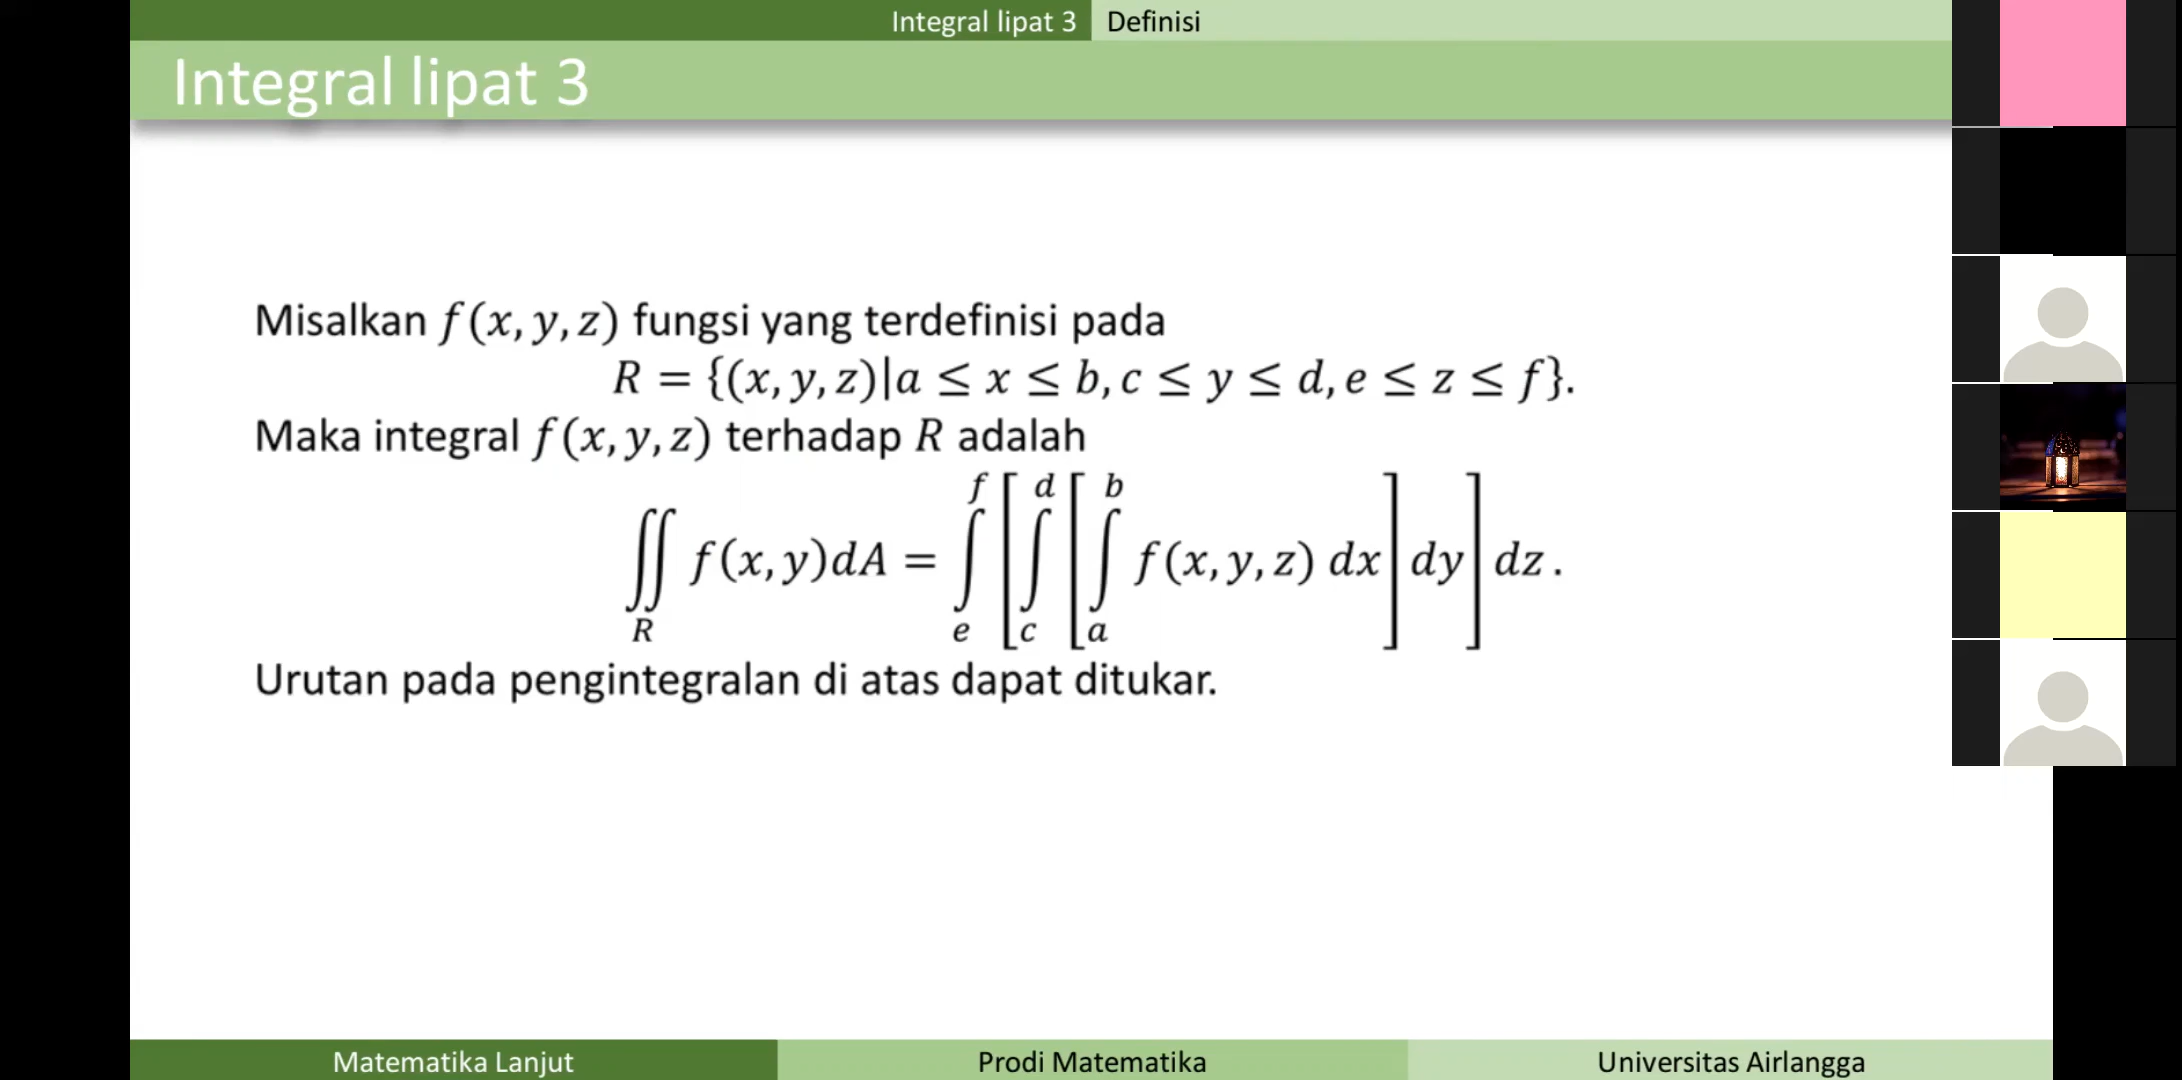 Integral lipat 3 Definisi
Integral lipat 3
Misalkan f(x, y, z) fungsi yang terdefinisi pada
R = {(x, y, z)|a ≤ x ≤ b, c ≤ y ≤ d, e ≤ z ≤ f}.
Maka integral f(x, y, z) terhadap R adalah
∬_R f(x, y)dA = ∫_e^f [∫_c^d [∫_a^b f(x, y, z) dx] dy] dz.
Urutan pada pengintegralan di atas dapat ditukar.
Matematika Lanjut Prodi Matematika Universitas Airlangga